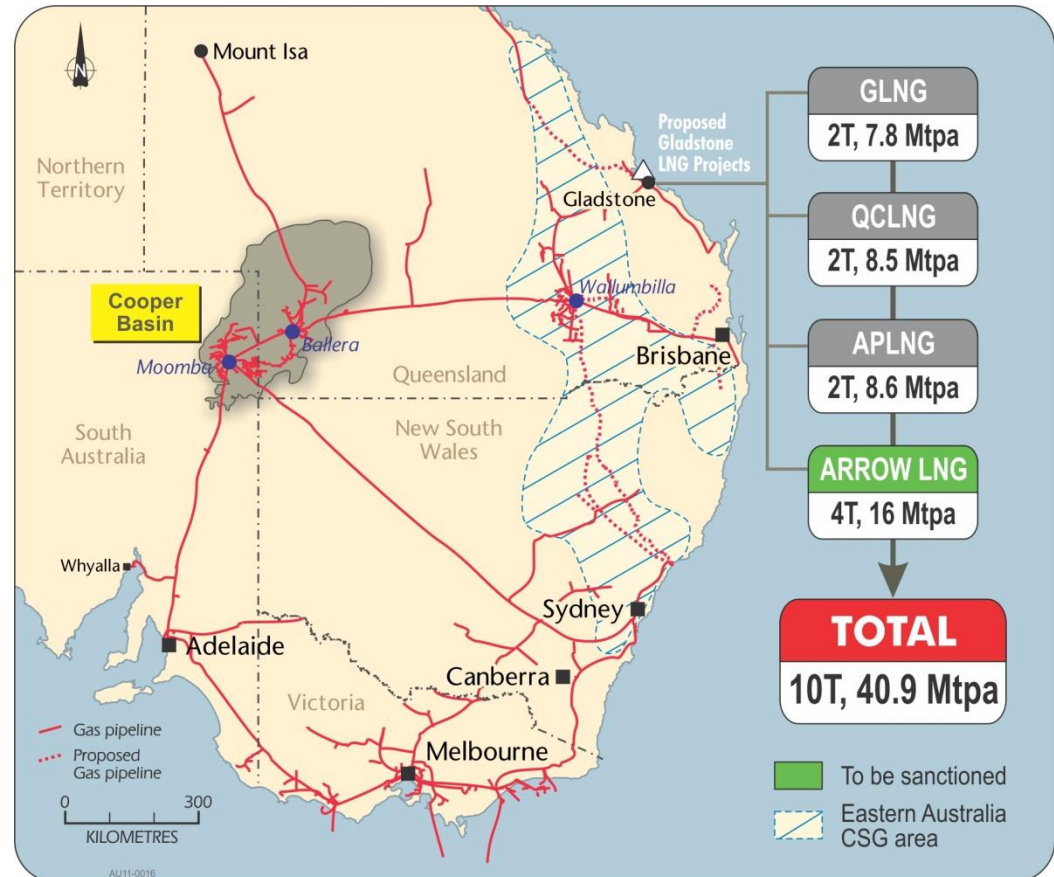 N
Mount Isa
Northern
Territory
Cooper
Basin
Moomba
Ballera
Queensland
South
Australia
New South
Wales
Proposed
Gladstone
LNG Projects
Gladstone
Wallumbilla
Brisbane
Whyalla
Adelaide
Sydney
Canberra
Victoria
Melbourne
Gas pipeline
Proposed
Gas pipeline
0 300
KILOMETRES
AU11-0016
GLNG
2T, 7.8 Mtpa
QCLNG
2T, 8.5 Mtpa
APLNG
2T, 8.6 Mtpa
ARROW LNG
4T, 16 Mtpa
TOTAL
10T, 40.9 Mtpa
To be sanctioned
Eastern Australia
CSG area